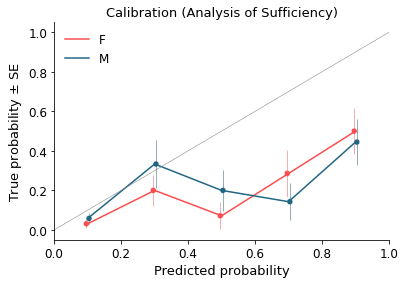 Calibration (Analysis of Sufficiency)
True probability ± SE
1.0
0.8
0.6
0.4
0.2
0.0
F
M
0.0 0.2 0.4 0.6 0.8 1.0
Predicted probability